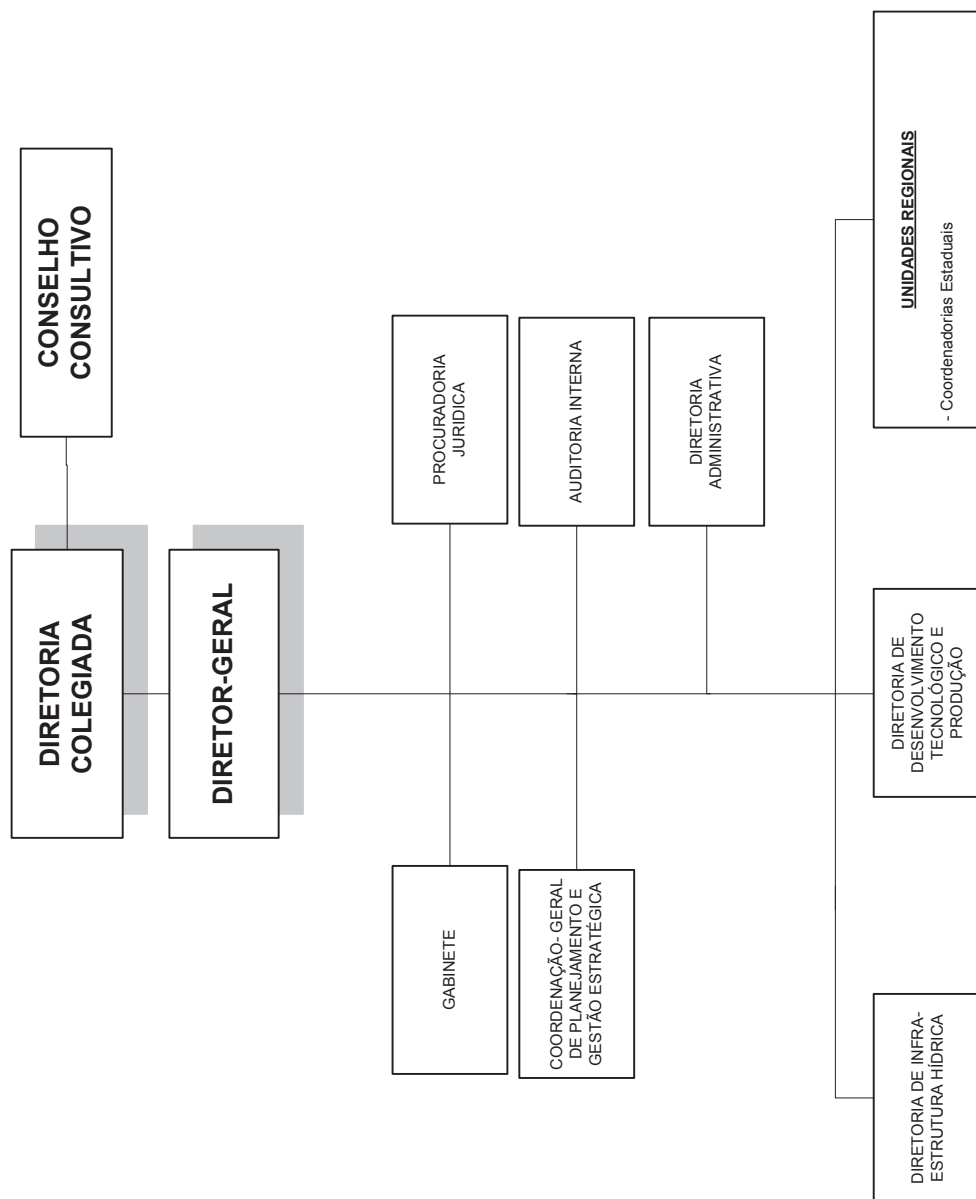 DIRETORIA
COLEGIADA
CONSELHO
CONSULTIVO
DIRETOR-GERAL
GABINETE
PROCURADORIA
JURIDICA
COORDENAÇÃO- GERAL
DE PLANEJAMENTO E
GESTÃO ESTRATÉGICA
AUDITORIA INTERNA
DIRETORIA
ADMINISTRATIVA
DIRETORIA DE INFRA-
ESTRUTURA HÍDRICA
DIRETORIA DE
DESENVOLVIMENTO
TECNOLÓGICO E
PRODUÇÃO
UNIDADES REGIONAIS
- Coordenadorias Estaduais